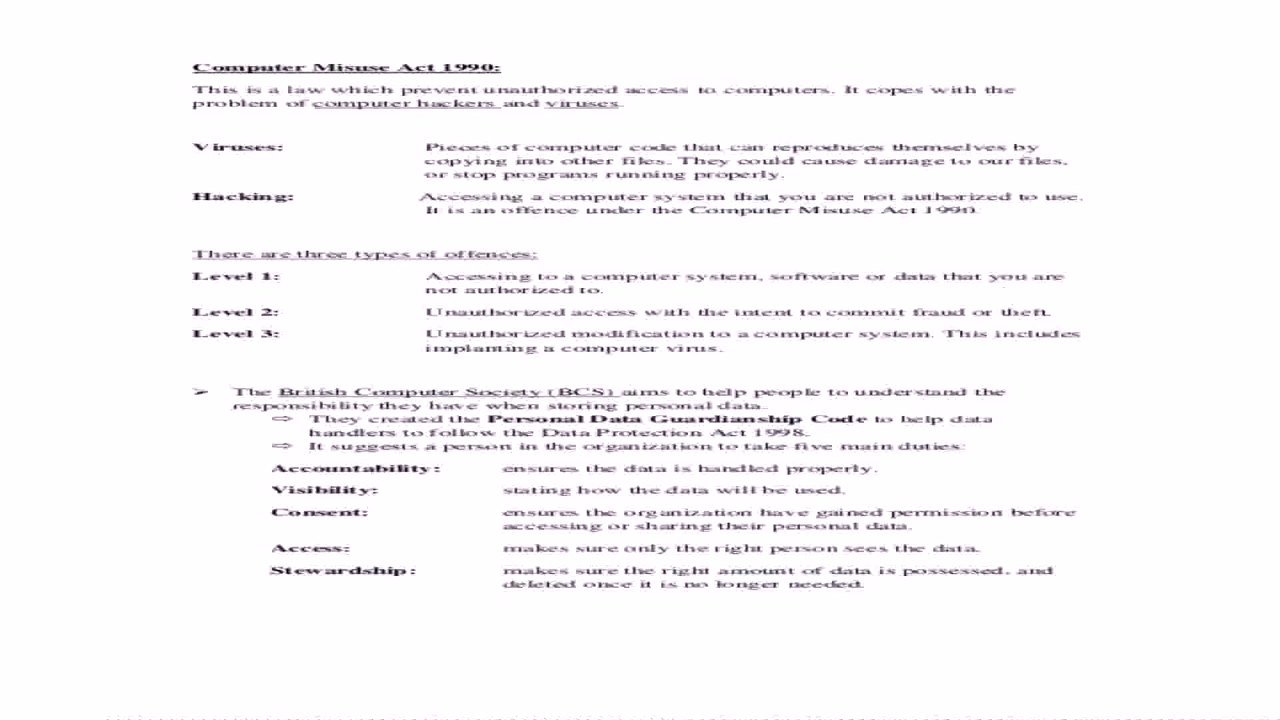 Computer Misuse Act 1990:
This is a law which prevent unauthorized access to computers. It copes with the
problem of computer hackers and viruses.
Viruses: Pieces of computer code that can reproduces themselves by
copying into other files. They could cause damage to our files,
or stop programs running properly.
Hacking: Accessing a computer system that you are not authorized to use.
It is an offence under the Computer Misuse Act 1990.
There are three types of offences:
Level 1: Accessing to a computer system, software or data that you are
not authorized to.
Level 2: Unauthorized access with the intent to commit fraud or theft.
Level 3: Unauthorized modification to a computer system. This includes
implanting a computer virus.
➢ The British Computer Society (BCS) aims to help people to understand the
responsibility they have when storing personal data.
⇨ They created the Personal Data Guardianship Code to help data
handlers to follow the Data Protection Act 1998.
⇨ It suggests a person in the organization to take five main duties:
Accountability: ensures the data is handled properly.
Visibility: stating how the data will be used.
Consent: ensures the organization have gained permission before
accessing or sharing their personal data.
Access: makes sure only the right person sees the data.
Stewardship: makes sure the right amount of data is possessed, and
deleted once it is no longer needed.